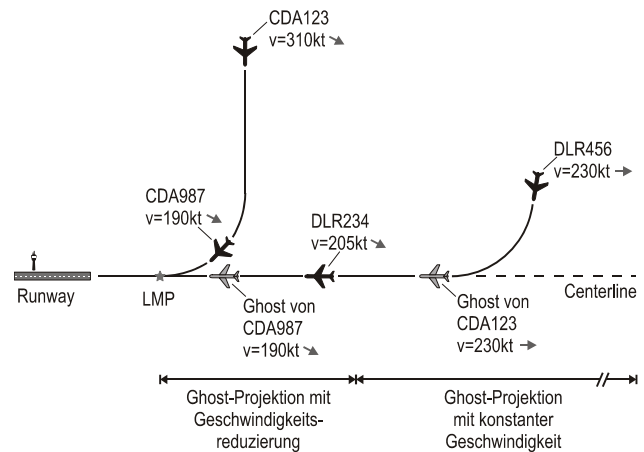 CDA123
v=310kt
DLR456
v=230kt
CDA987
v=190kt
DLR234
v=205kt
Runway
LMP
Ghost von
CDA987
v=190kt
Ghost von
CDA123
v=230kt
Centerline
Ghost-Projektion mit
Geschwindigkeits-
reduzierung
Ghost-Projektion
mit konstanter
Geschwindigkeit